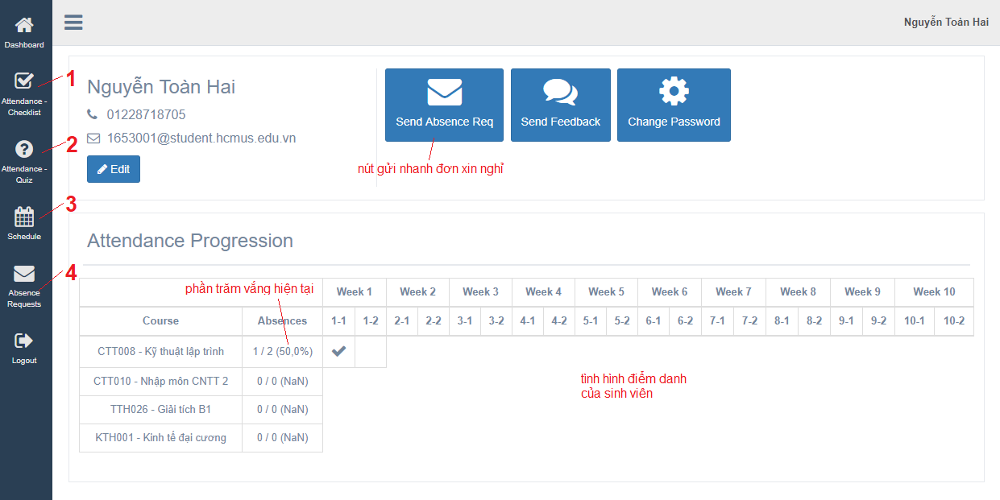 Nguyễn Toàn Hai
Dashboard
1
Attendance -
Checklist
2
Attendance -
Quiz
3
Schedule
4
Absence
Requests
Logout
Nguyễn Toàn Hai
01228718705
1653001@student.hcmus.edu.vn
Edit
Send Absence Req
Send Feedback
Change Password
nút gửi nhanh đơn xin nghỉ
Attendance Progression
phần trăm vắng hiện tại
Week 1 Week 2 Week 3 Week 4 Week 5 Week 6 Week 7 Week 8 Week 9 Week 10
Course Absences 1-1 1-2 2-1 2-2 3-1 3-2 4-1 4-2 5-1 5-2 6-1 6-2 7-1 7-2 8-1 8-2 9-1 9-2 10-1 10-2
CTT008 - Kỹ thuật lập trình 1 / 2 (50,0%)
CTT010 - Nhập môn CNTT 2 0 / 0 (NaN)
TTH026 - Giải tích B1 0 / 0 (NaN)
KTH001 - Kinh tế đại cương 0 / 0 (NaN)
tình hình điểm danh
của sinh viên